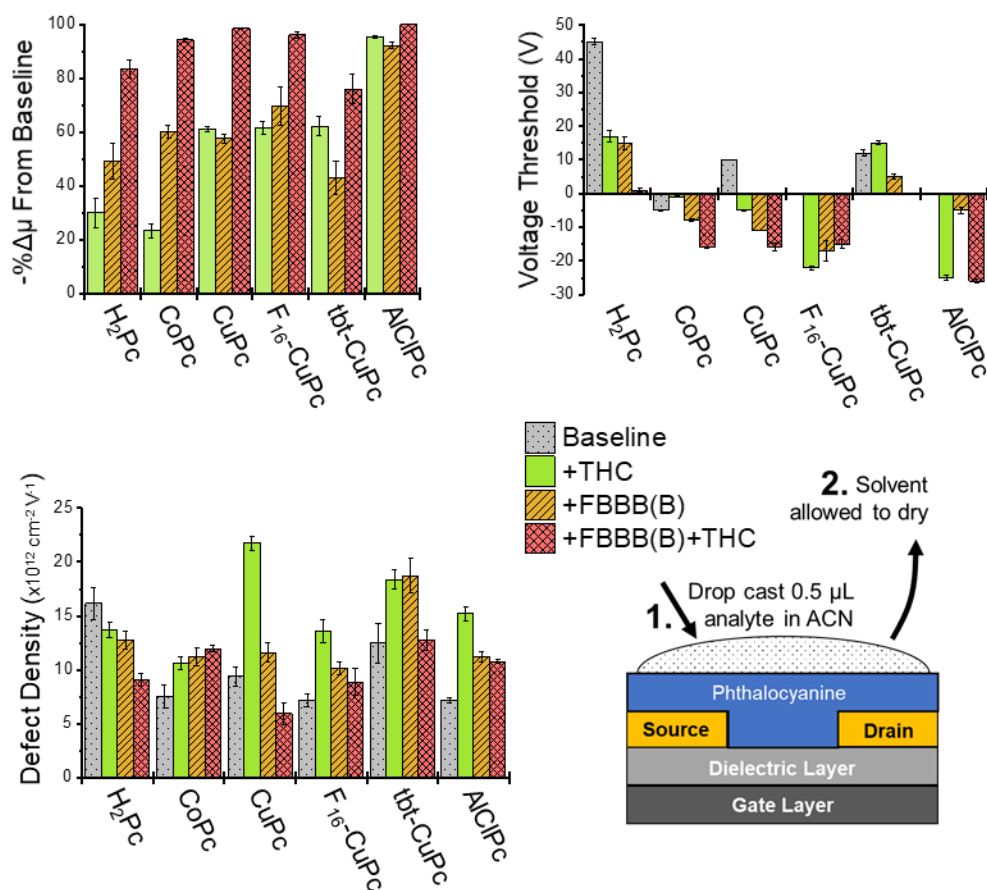 -%Δμ From Baseline
100
80
60
40
20
0
H₂Pc
CoPc
CuPc
F₁₆-CuPc
tbt-CuPc
AlClPc
Voltage Threshold (V)
50
40
30
20
10
0
-10
-20
-30
H₂Pc
CoPc
CuPc
F₁₆-CuPc
tbt-CuPc
AlClPc
Defect Density (x10¹² cm⁻² V⁻¹)
25
20
15
10
5
0
H₂Pc
CoPc
CuPc
F₁₆-CuPc
tbt-CuPc
AlClPc
Baseline
+THC
+FBBB(B)
+FBBB(B)+THC
2. Solvent
allowed to dry
1. Drop cast 0.5 μL
analyte in ACN
Phthalocyanine
Source
Drain
Dielectric Layer
Gate Layer